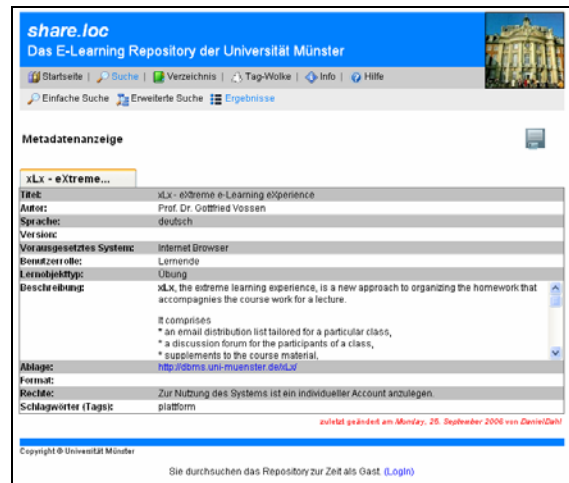 share.loc
Das E-Learning Repository der Universität Münster
Startseite | Suche | Verzeichnis | Tag-Wolke | Info | Hilfe
Einfache Suche Erweiterte Suche Ergebnisse
Metadatenanzeige
xLx - eXtreme...
Titel: xLx - eXtreme e-Learning eXperience
Autor: Prof. Dr. Gottfried Vossen
Sprache: deutsch
Version:
Vorausgesetztes System: Internet Browser
Benutzerrolle: Lernende
Lernobjekttyp: Übung
Beschreibung: xLx, the extreme learning experience, is a new approach to organizing the homework that
accompagnies the course work for a lecture.
It comprises
* an email distribution list tailored for a particular class,
* a discussion forum for the participants of a class,
* supplements to the course material,
Ablage: http://dbms.uni-muenster.de/xLx/
Format:
Rechte: Zur Nutzung des Systems ist ein individueller Account anzulegen.
Schlagwörter (Tags): plattform
zuletzt geändert am Monday, 25. September 2006 von DanielDahl
Copyright © Universität Münster
Sie durchsuchen das Repository zur Zeit als Gast. (LogIn)